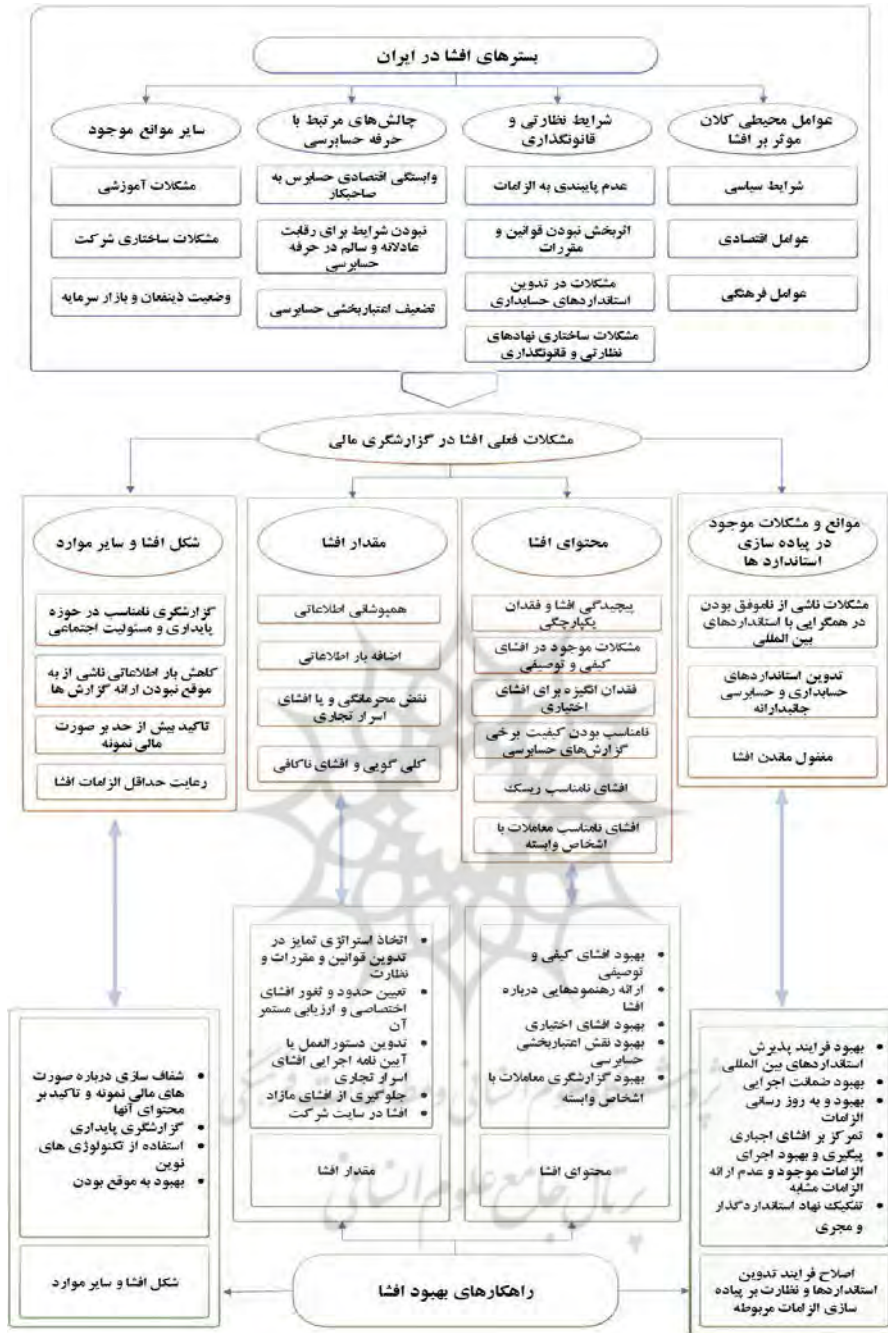 بسترهای افشا در ایران
عوامل محیطی کلان
موثر بر افشا
شرایط سیاسی
عوامل اقتصادی
عوامل فرهنگی
شرایط نظارتی و
قانونگذاری
عدم پایبندی به الزامات
اثربخش نبودن قوانین و
مقررات
مشکلات در تدوین
استانداردهای حسابداری
مشکلات ساختاری نهادهای
نظارتی و قانونگذاری
چالش‌های مرتبط با
حرفه حسابرسی
وابستگی اقتصادی حسابرس به
صاحبکار
نبودن شرایط برای رقابت
عادلانه و سالم در حرفه
حسابرسی
تضعیف اعتباربخشی حسابرسی
سایر موانع موجود
مشکلات آموزشی
مشکلات ساختاری شرکت
وضعیت ذینفعان و بازار سرمایه
مشکلات فعلی افشا در گزارشگری مالی
موانع و مشکلات موجود
در پیاده سازی
استاندارد ها
مشکلات ناشی از ناموفق بودن
در همگرایی با استانداردهای
بین المللی
تدوین استانداردهای
حسابداری و حسابرسی
جانبدارانه
مغفول ماندن افشا
محتوای افشا
پیچیدگی افشا و فقدان
یکپارچگی
مشکلات موجود در افشای
کیفی و توصیفی
فقدان انگیزه برای افشای
اختیاری
نامناسب بودن کیفیت برخی
گزارش‌های حسابرسی
افشای نامناسب ریسک
افشای نامناسب معاملات با
اشخاص وابسته
مقدار افشا
همپوشانی اطلاعاتی
اضافه بار اطلاعاتی
نقض محرمانگی و یا افشای
اسرار تجاری
کلی گویی و افشای ناکافی
شکل افشا و سایر موارد
گزارشگری نامناسب در حوزه
پایداری و مسئولیت اجتماعی
کاهش بار اطلاعاتی ناشی از به
موقع نبودن ارائه گزارش ها
تاکید بیش از حد بر صورت
مالی نمونه
رعایت حداقل الزامات افشا
• بهبود فرایند پذیرش
استانداردهای بین المللی
• بهبود ضمانت اجرایی
• بهبود و به روز رسانی
الزامات
• تمرکز بر افشای اجباری
• پیگیری و بهبود اجرای
الزامات موجود و عدم ارائه
الزامات مشابه
• تفکیک نهاد استانداردگذار
و مجری
اصلاح فرایند تدوین
استانداردها و نظارت بر پیاده
سازی الزامات مربوطه
• بهبود افشای کیفی و
توصیفی
• ارائه رهنمودهایی درباره
افشا
• بهبود افشای اختیاری
• بهبود نقش اعتباربخشی
حسابرسی
• بهبود گزارشگری معاملات با
اشخاص وابسته
محتوای افشا
• اتخاذ استراتژی تمایز در
تدوین قوانین و مقررات و
نظارت
• تعیین حدود و ثغور افشای
اختصاصی و ارزیابی مستمر
آن
• تدوین دستورالعمل یا
آیین نامه اجرایی افشای
اسرار تجاری
• جلوگیری از افشای مازاد
• افشا در سایت شرکت
مقدار افشا
• شفاف سازی درباره صورت
های مالی نمونه و تاکید بر
محتوای آنها
• گزارشگری پایداری
• استفاده از تکنولوژی های
نوین
• بهبود به موقع بودن
شکل افشا و سایر موارد
راهکارهای بهبود افشا
پژوهشگاه علوم انسانی و مطالعات فرهنگی
پرتال جامع علوم انسانی